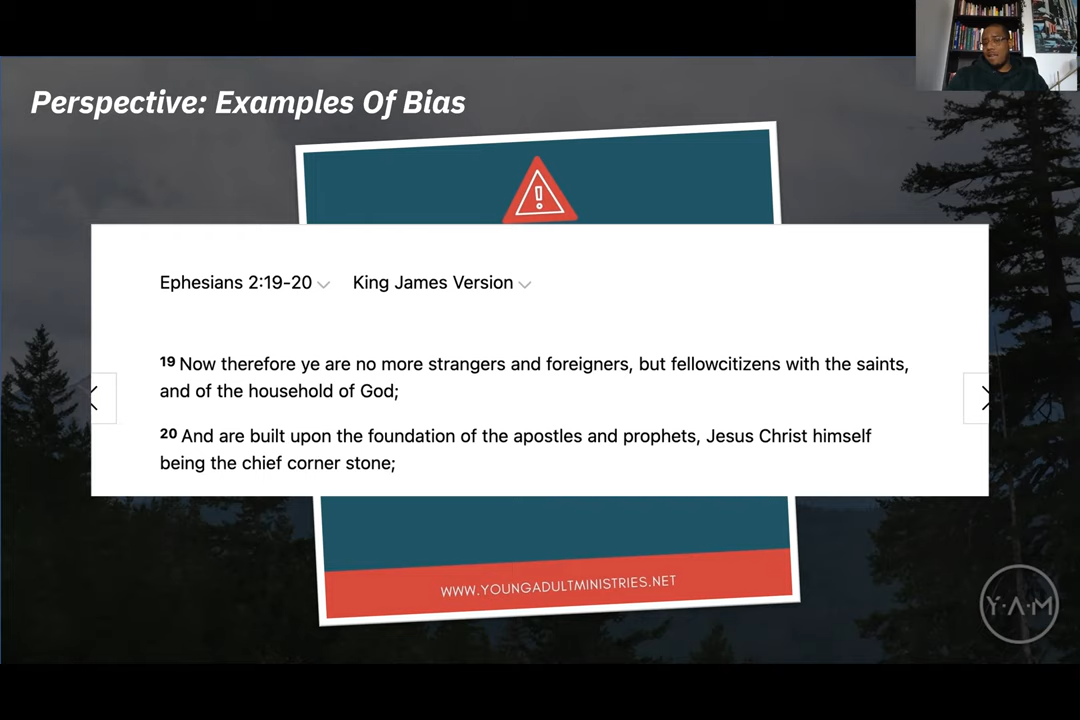 Perspective: Examples Of Bias
Ephesians 2:19-20 King James Version
19 Now therefore ye are no more strangers and foreigners, but fellowcitizens with the saints,
and of the household of God;
20 And are built upon the foundation of the apostles and prophets, Jesus Christ himself
being the chief corner stone;
WWW.YOUNGADULTMINISTRIES.NET
Y·A·M